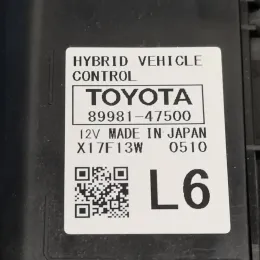 HYBRID VEHICLE
CONTROL
TOYOTA
89981-47500
12V MADE IN JAPAN
X17F13W 0510
L6